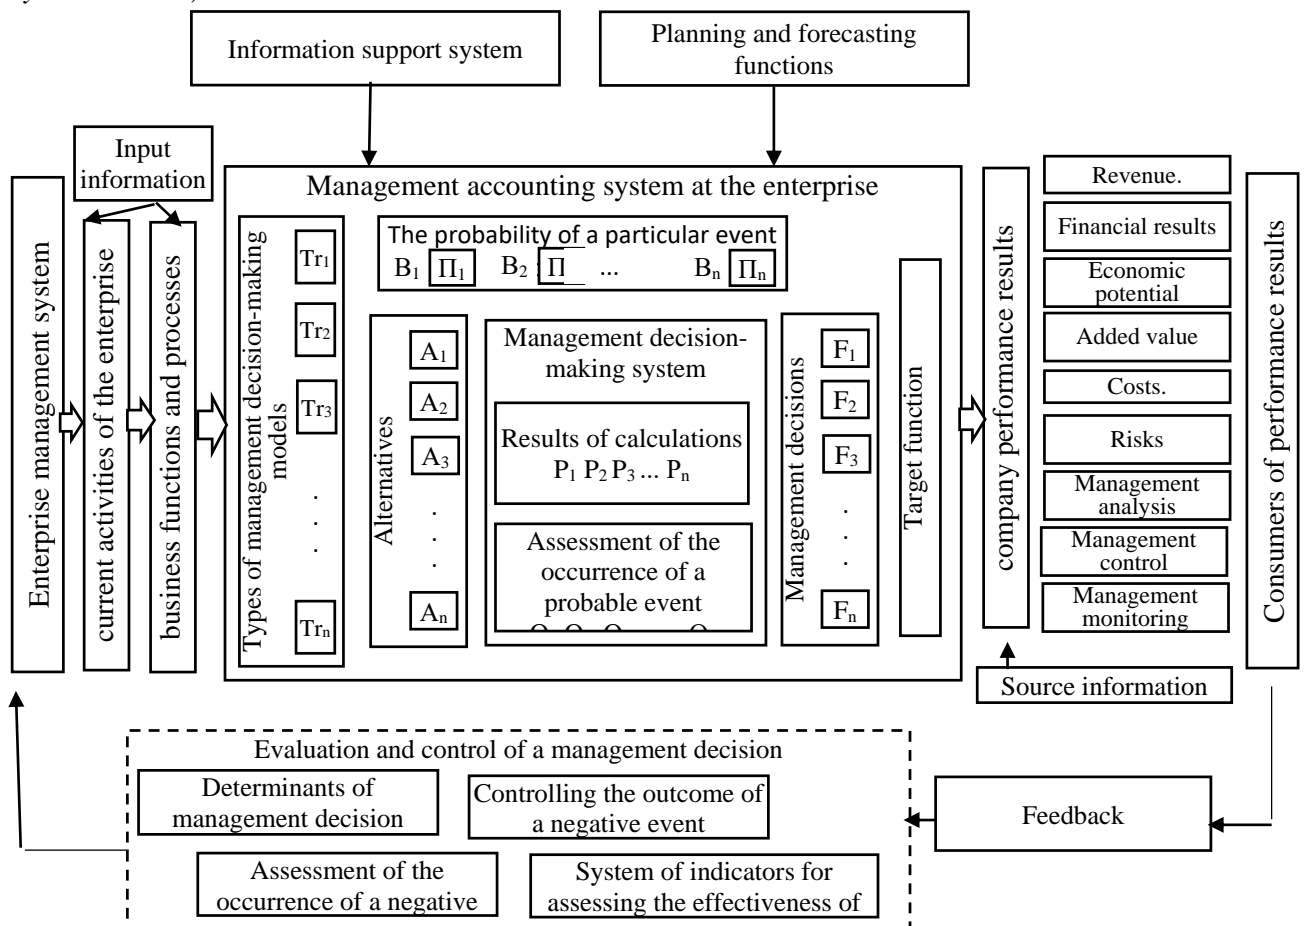 Information support system
Planning and forecasting
functions
Input
information
Enterprise management system
current activities of the enterprise
business functions and processes
Management accounting system at the enterprise
Types of management decision-making
models
Tr₁
Tr₂
Tr₃
.
.
.
Trₙ
The probability of a particular event
B₁ Π₁ B₂ Π ... Bₙ Πₙ
Alternatives
A₁
A₂
A₃
.
.
.
Aₙ
Management decision-
making system
Results of calculations
P₁ P₂ P₃ ... Pₙ
Assessment of the
occurrence of a
probable event
Management decisions
F₁
F₂
F₃
.
.
.
Fₙ
Target function
company performance results
Revenue.
Financial results
Economic
potential
Added value
Costs.
Risks
Management
analysis
Management
control
Management
monitoring
Source information
Consumers of performance results
Evaluation and control of a management decision
Determinants of
management decision
Controlling the outcome of
a negative event
Assessment of the
occurrence of a negative
System of indicators for
assessing the effectiveness of
Feedback